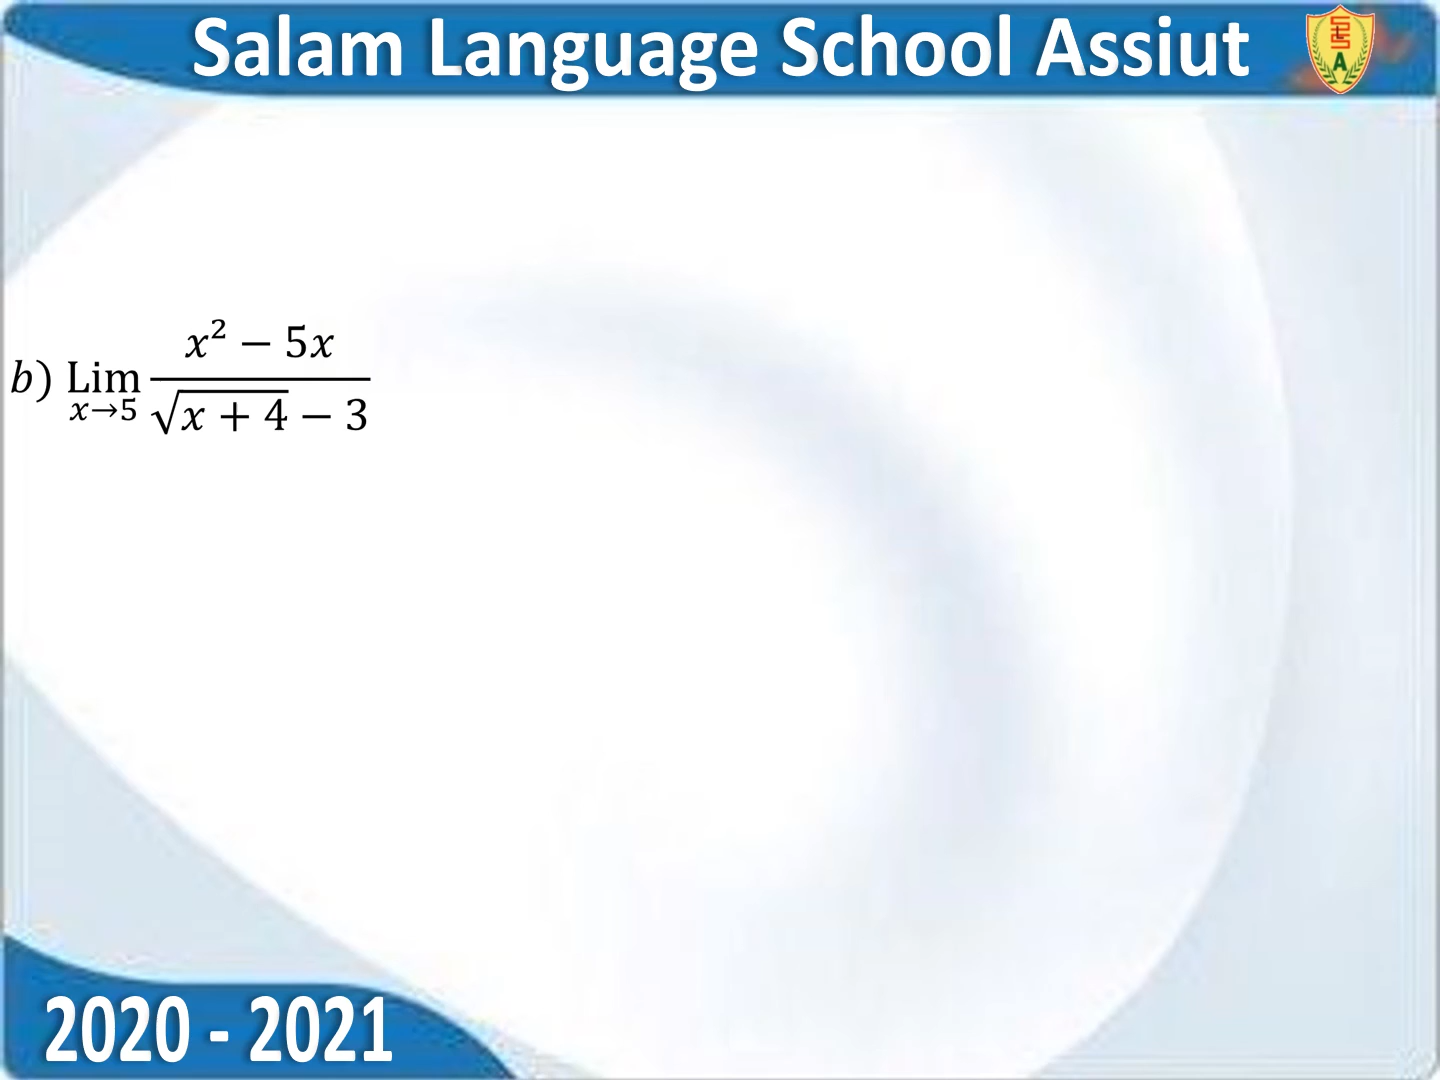 Salam Language School Assiut
b) Lim x→5 (x² − 5x) / (√(x + 4) − 3)
2020 - 2021